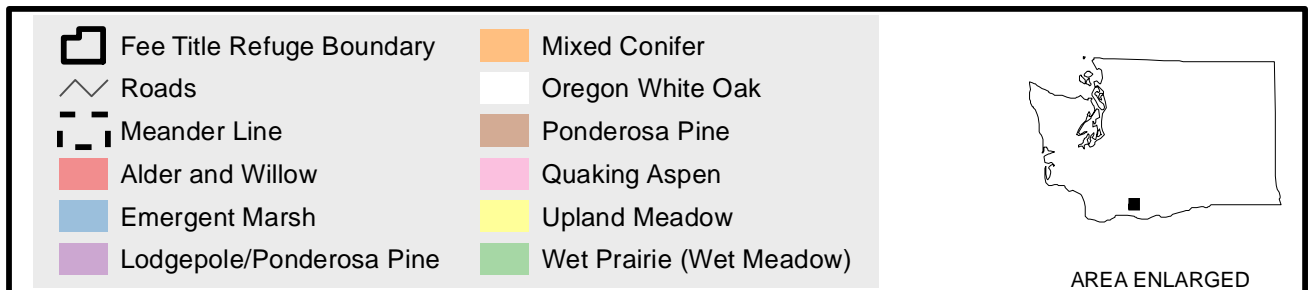 Fee Title Refuge Boundary
Roads
Meander Line
Alder and Willow
Emergent Marsh
Lodgepole/Ponderosa Pine
Mixed Conifer
Oregon White Oak
Ponderosa Pine
Quaking Aspen
Upland Meadow
Wet Prairie (Wet Meadow)
AREA ENLARGED